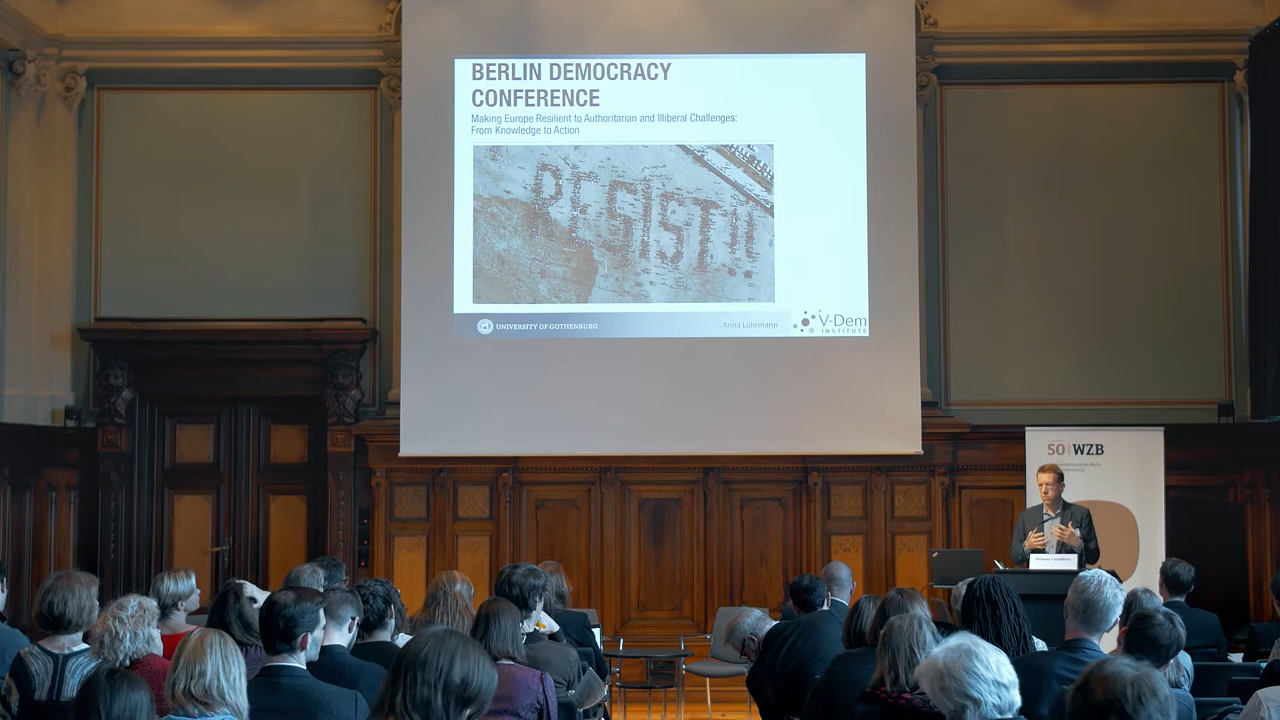 BERLIN DEMOCRACY
CONFERENCE
Making Europe Resilient to Authoritarian and Illiberal Challenges:
From Knowledge to Action
RESIST!!
UNIVERSITY OF GOTHENBURG
Anna Lührmann
V-Dem
INSTITUTE
50 WZB